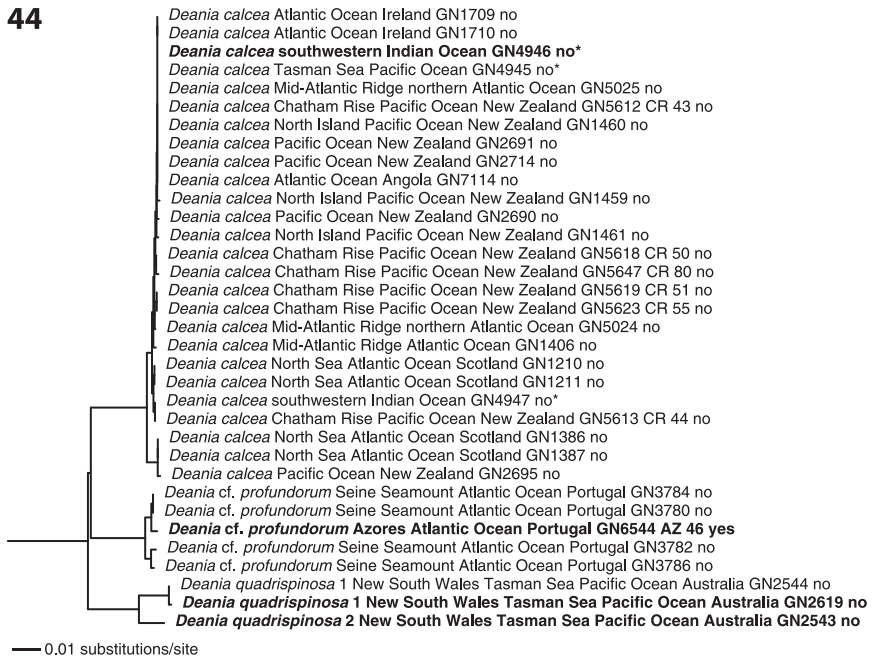 44
Deania calcea Atlantic Ocean Ireland GN1709 no
Deania calcea Atlantic Ocean Ireland GN1710 no
Deania calcea southwestern Indian Ocean GN4946 no*
Deania calcea Tasman Sea Pacific Ocean GN4945 no*
Deania calcea Mid-Atlantic Ridge northern Atlantic Ocean GN5025 no
Deania calcea Chatham Rise Pacific Ocean New Zealand GN5612 CR 43 no
Deania calcea North Island Pacific Ocean New Zealand GN1460 no
Deania calcea Pacific Ocean New Zealand GN2691 no
Deania calcea Pacific Ocean New Zealand GN2714 no
Deania calcea Atlantic Ocean Angola GN7114 no
Deania calcea North Island Pacific Ocean New Zealand GN1459 no
Deania calcea Pacific Ocean New Zealand GN2690 no
Deania calcea North Island Pacific Ocean New Zealand GN1461 no
Deania calcea Chatham Rise Pacific Ocean New Zealand GN5618 CR 50 no
Deania calcea Chatham Rise Pacific Ocean New Zealand GN5647 CR 80 no
Deania calcea Chatham Rise Pacific Ocean New Zealand GN5619 CR 51 no
Deania calcea Chatham Rise Pacific Ocean New Zealand GN5623 CR 55 no
Deania calcea Mid-Atlantic Ridge northern Atlantic Ocean GN5024 no
Deania calcea Mid-Atlantic Ridge Atlantic Ocean GN1406 no
Deania calcea North Sea Atlantic Ocean Scotland GN1210 no
Deania calcea North Sea Atlantic Ocean Scotland GN1211 no
Deania calcea southwestern Indian Ocean GN4947 no*
Deania calcea Chatham Rise Pacific Ocean New Zealand GN5613 CR 44 no
Deania calcea North Sea Atlantic Ocean Scotland GN1386 no
Deania calcea North Sea Atlantic Ocean Scotland GN1387 no
Deania calcea Pacific Ocean New Zealand GN2695 no
Deania cf. profundorum Seine Seamount Atlantic Ocean Portugal GN3784 no
Deania cf. profundorum Seine Seamount Atlantic Ocean Portugal GN3780 no
Deania cf. profundorum Azores Atlantic Ocean Portugal GN6544 AZ 46 yes
Deania cf. profundorum Seine Seamount Atlantic Ocean Portugal GN3782 no
Deania cf. profundorum Seine Seamount Atlantic Ocean Portugal GN3786 no
Deania quadrispinosa 1 New South Wales Tasman Sea Pacific Ocean Australia GN2544 no
Deania quadrispinosa 1 New South Wales Tasman Sea Pacific Ocean Australia GN2619 no
Deania quadrispinosa 2 New South Wales Tasman Sea Pacific Ocean Australia GN2543 no
0.01 substitutions/site